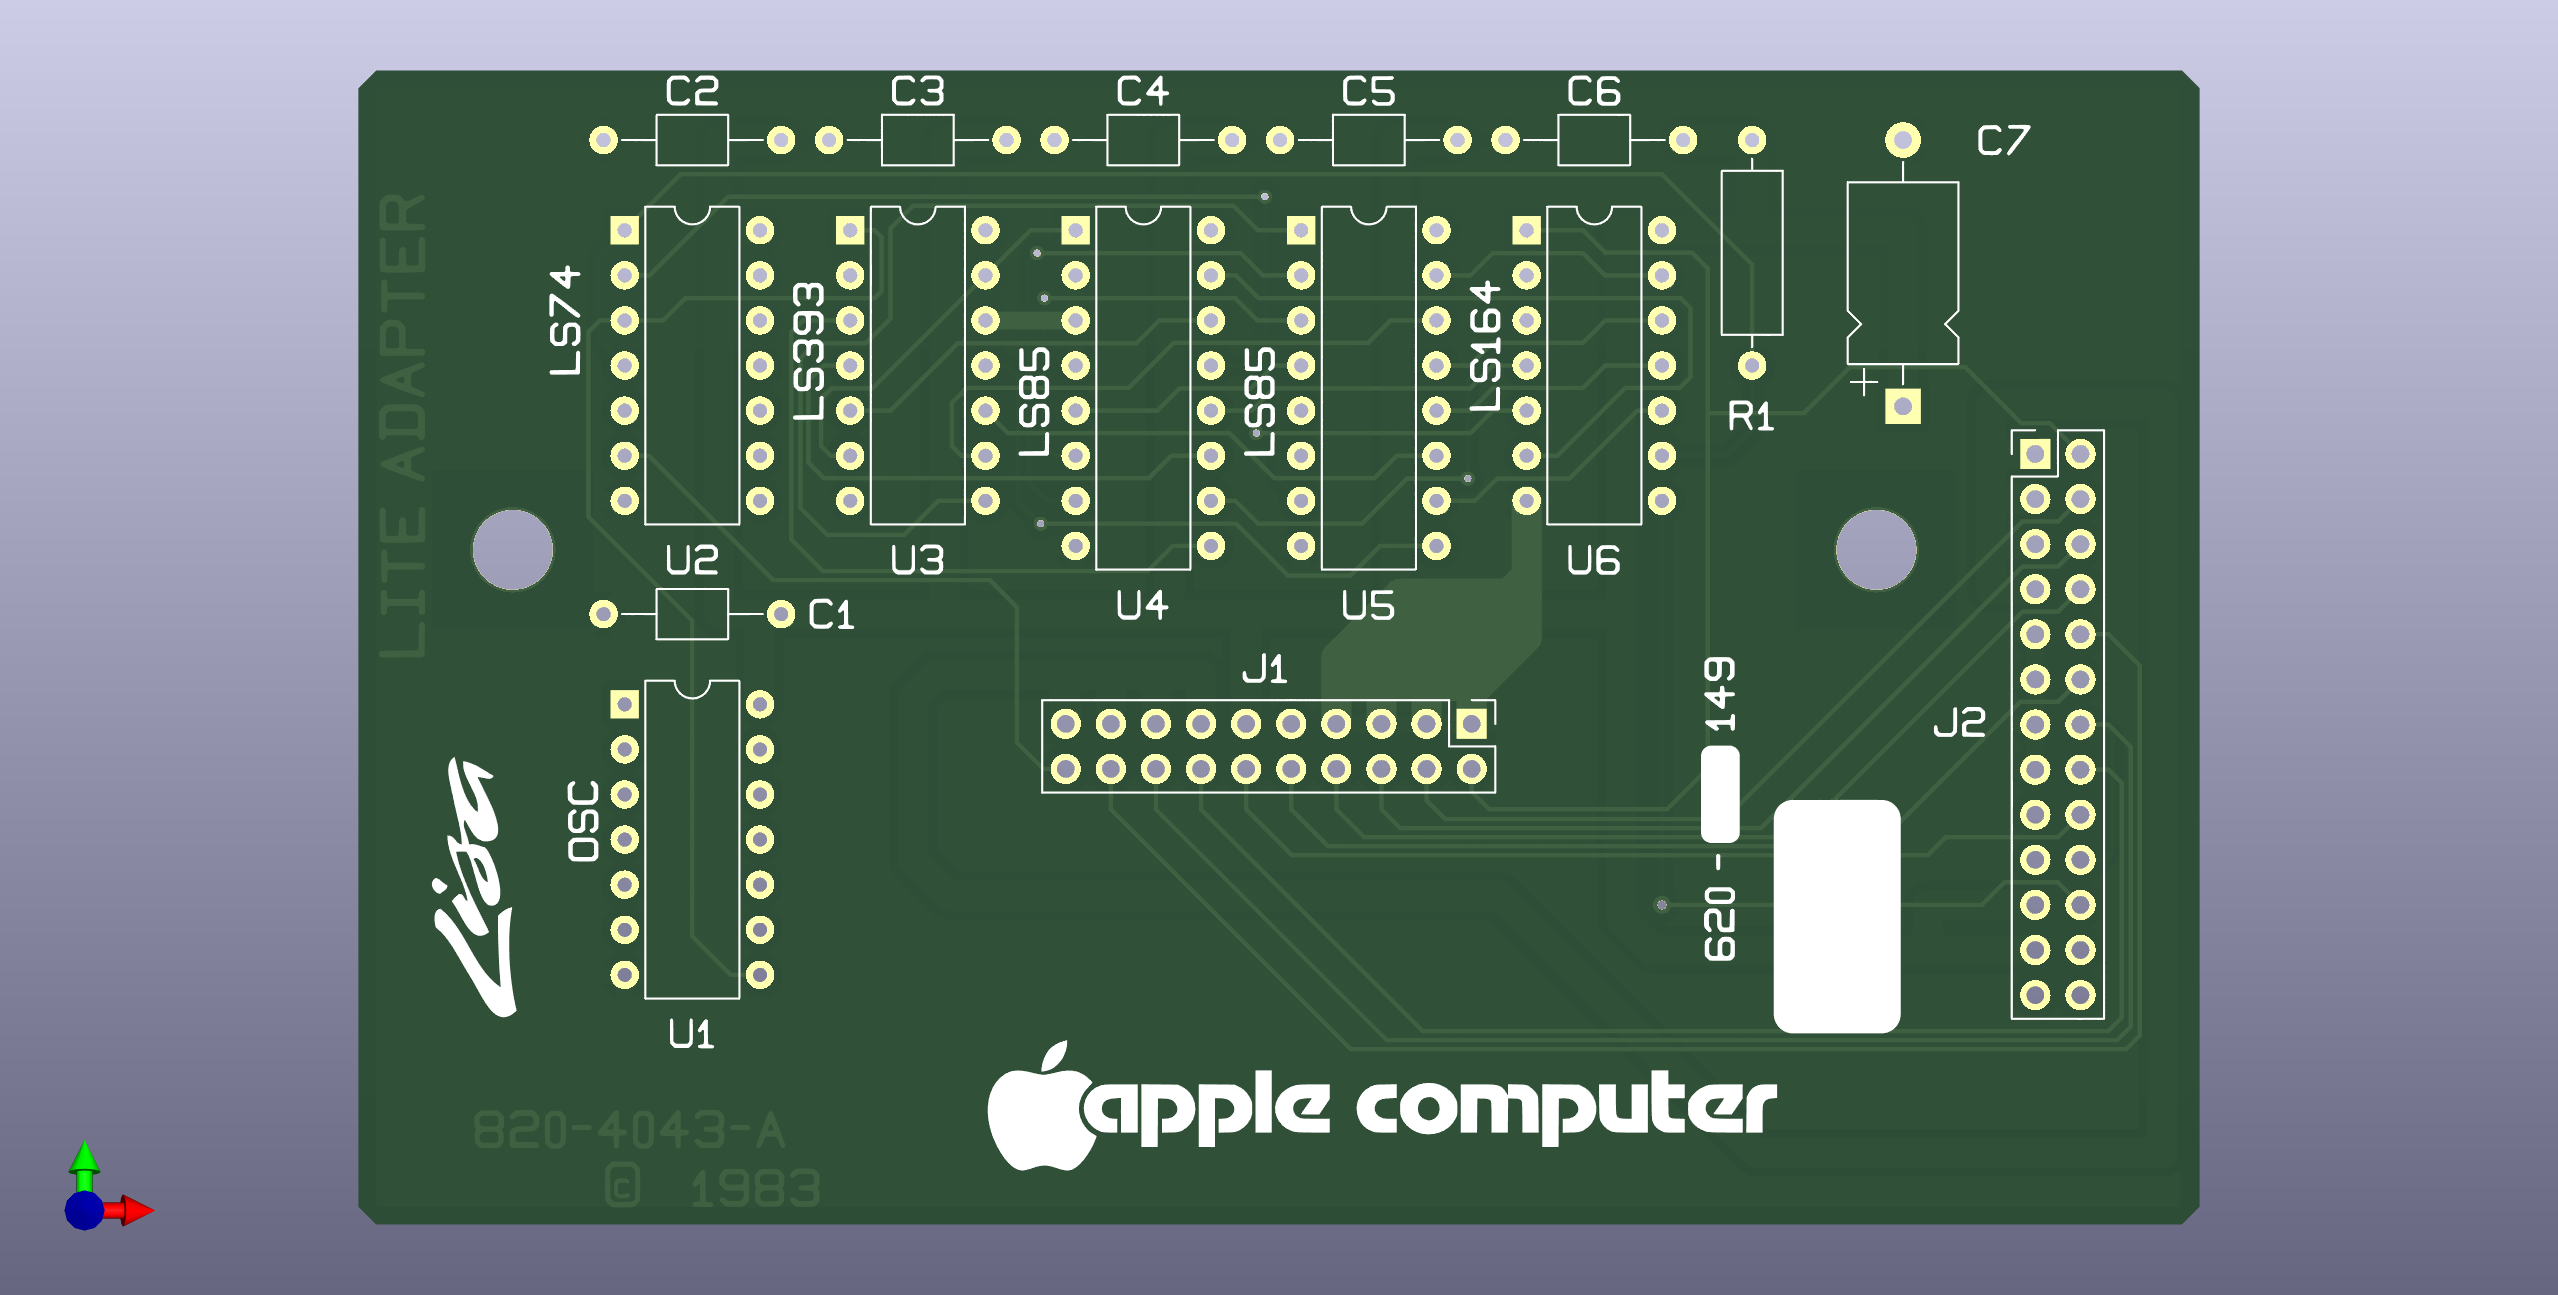 C2
C3
C4
C5
C6
C7
LITE ADAPTER
LS74
LS393
LS85
LS85
LS164
R1
U2
U3
U4
U5
U6
C1
J1
J2
OSC
620 - 149
Lisa
U1
apple computer
820-4043-A
© 1983